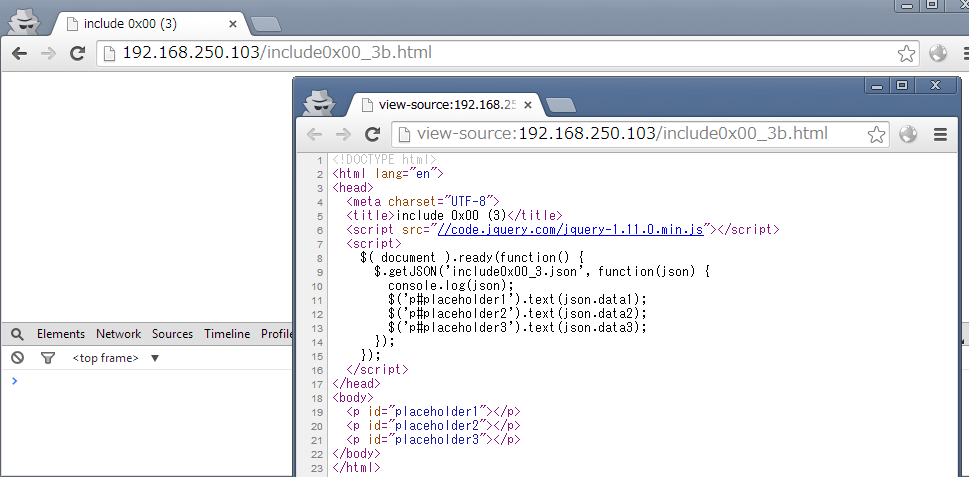 include 0x00 (3)
192.168.250.103/include0x00_3b.html
view-source:192.168.25
view-source:192.168.250.103/include0x00_3b.html
1 <!DOCTYPE html>
2 <html lang="en">
3 <head>
4 <meta charset="UTF-8">
5 <title>include 0x00 (3)</title>
6 <script src="//code.jquery.com/jquery-1.11.0.min.js"></script>
7 <script>
8 $( document ).ready(function() {
9 $.getJSON('include0x00_3.json', function(json) {
10 console.log(json);
11 $('p#placeholder1').text(json.data1);
12 $('p#placeholder2').text(json.data2);
13 $('p#placeholder3').text(json.data3);
14 });
15 });
16 </script>
17 </head>
18 <body>
19 <p id="placeholder1"></p>
20 <p id="placeholder2"></p>
21 <p id="placeholder3"></p>
22 </body>
23 </html>
Elements Network Sources Timeline Profile
<top frame> ▼
>